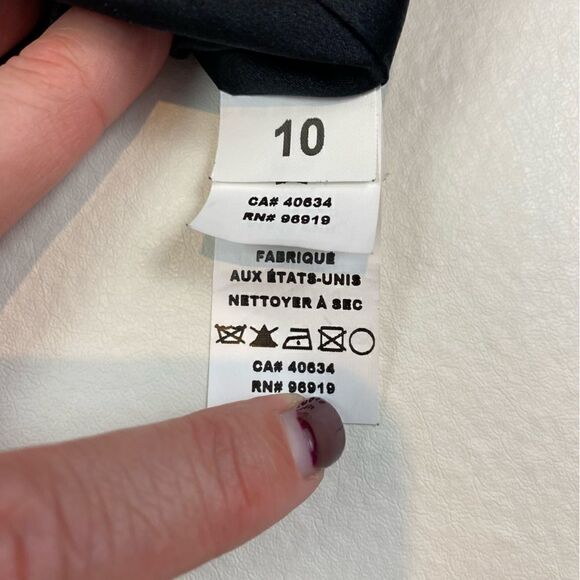 10
CA# 40634
RN# 96919
FABRIQUÉ
AUX ÉTATS-UNIS
NETTOYER À SEC
CA# 40634
RN# 96919